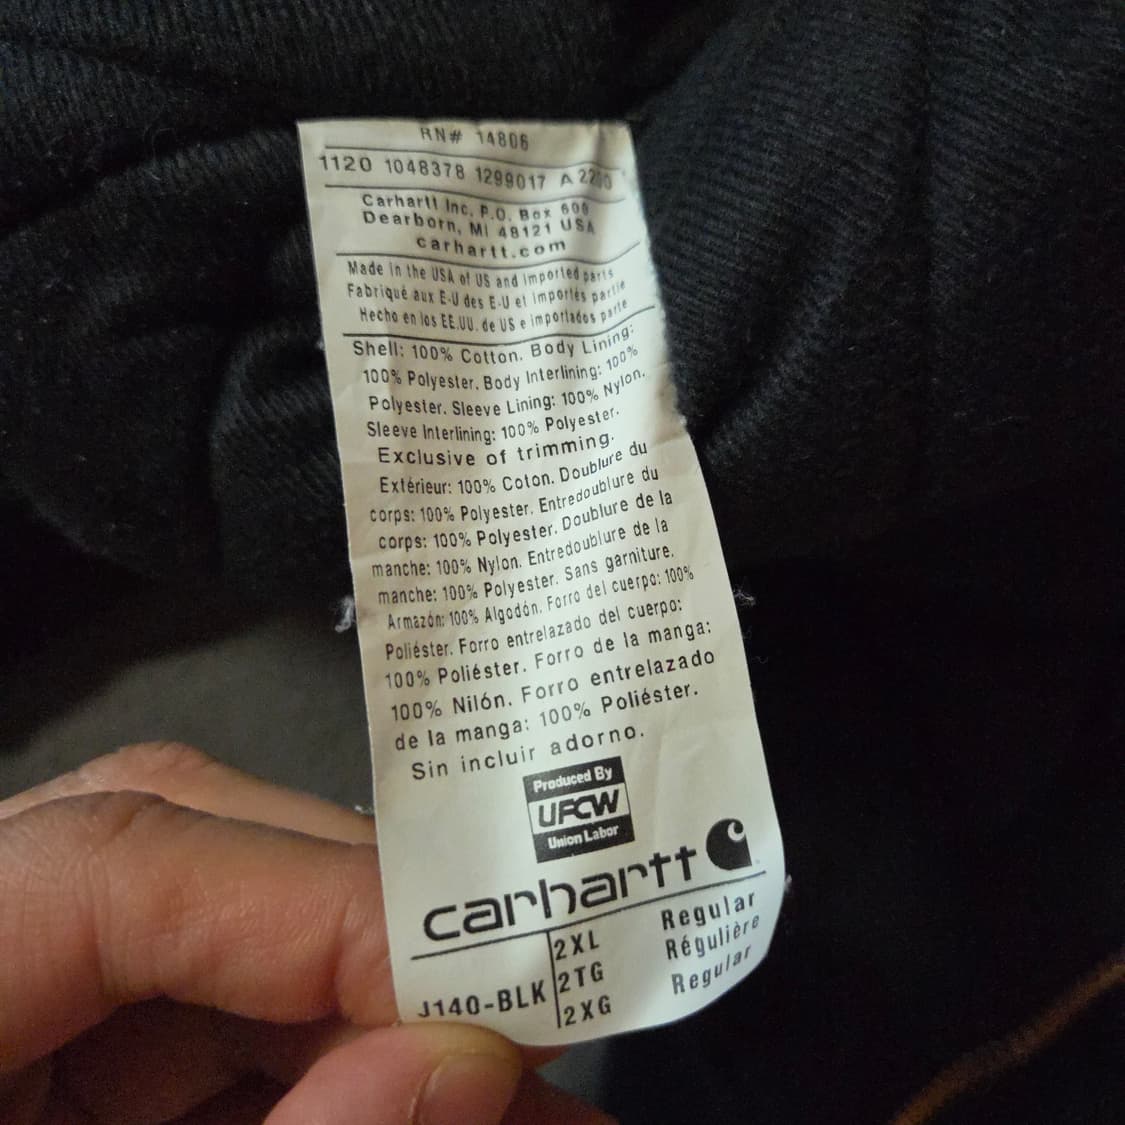 RN# 14806
1120 1048378 1299017 A
Carhartt Inc, P.O. Box 600
Dearborn, MI 48121 USA
carhartt.com
Made in the USA of US and imported parts
Fabriqué aux E-U des E-U et importés partie
Hecho en los EE.UU. de US e importados parte
Shell: 100% Cotton. Body Lining:
100% Polyester. Body Interlining: 100%
Polyester. Sleeve Lining: 100% Nylon.
Sleeve Interlining: 100% Polyester.
Exclusive of trimming.
Extérieur: 100% Coton. Doublure du
corps: 100% Polyester. Entredoublure du
corps: 100% Polyester. Doublure de la
manche: 100% Nylon. Entredoublure de la
manche: 100% Polyester. Sans garniture.
Armazón: 100% Algodón. Forro del cuerpo: 100%
Poliéster. Forro entrelazado del cuerpo:
100% Poliéster. Forro de la manga:
100% Nilón. Forro entrelazado
de la manga: 100% Poliéster.
Sin incluir adorno.
Produced By
UFCW
Union Labor
carhartt
2XL Regular
2TG Régulière
J140-BLK 2XG Regular